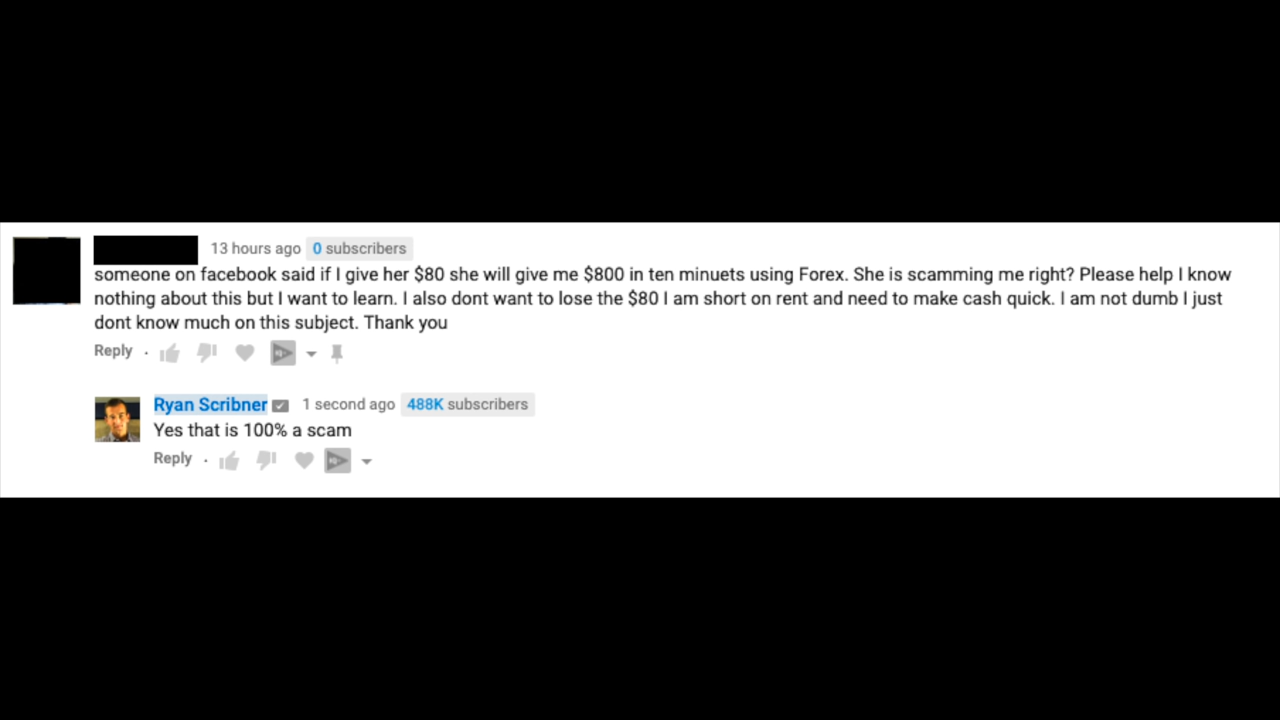 13 hours ago 0 subscribers
someone on facebook said if I give her $80 she will give me $800 in ten minuets using Forex. She is scamming me right? Please help I know
nothing about this but I want to learn. I also dont want to lose the $80 I am short on rent and need to make cash quick. I am not dumb I just
dont know much on this subject. Thank you
Reply ·
Ryan Scribner 1 second ago 488K subscribers
Yes that is 100% a scam
Reply ·